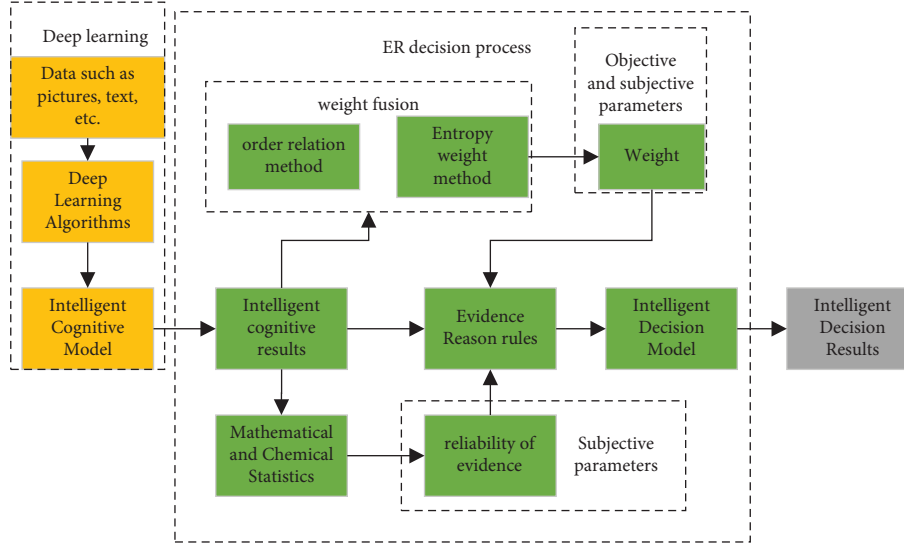 Deep learning
Data such as
pictures, text,
etc.
Deep
Learning
Algorithms
Intelligent
Cognitive
Model
ER decision process
weight fusion
order relation
method
Entropy
weight
method
Objective
and subjective
parameters
Weight
Intelligent
cognitive
results
Evidence
Reason rules
Intelligent
Decision
Model
Intelligent
Decision
Results
Mathematical
and Chemical
Statistics
reliability of
evidence
Subjective
parameters